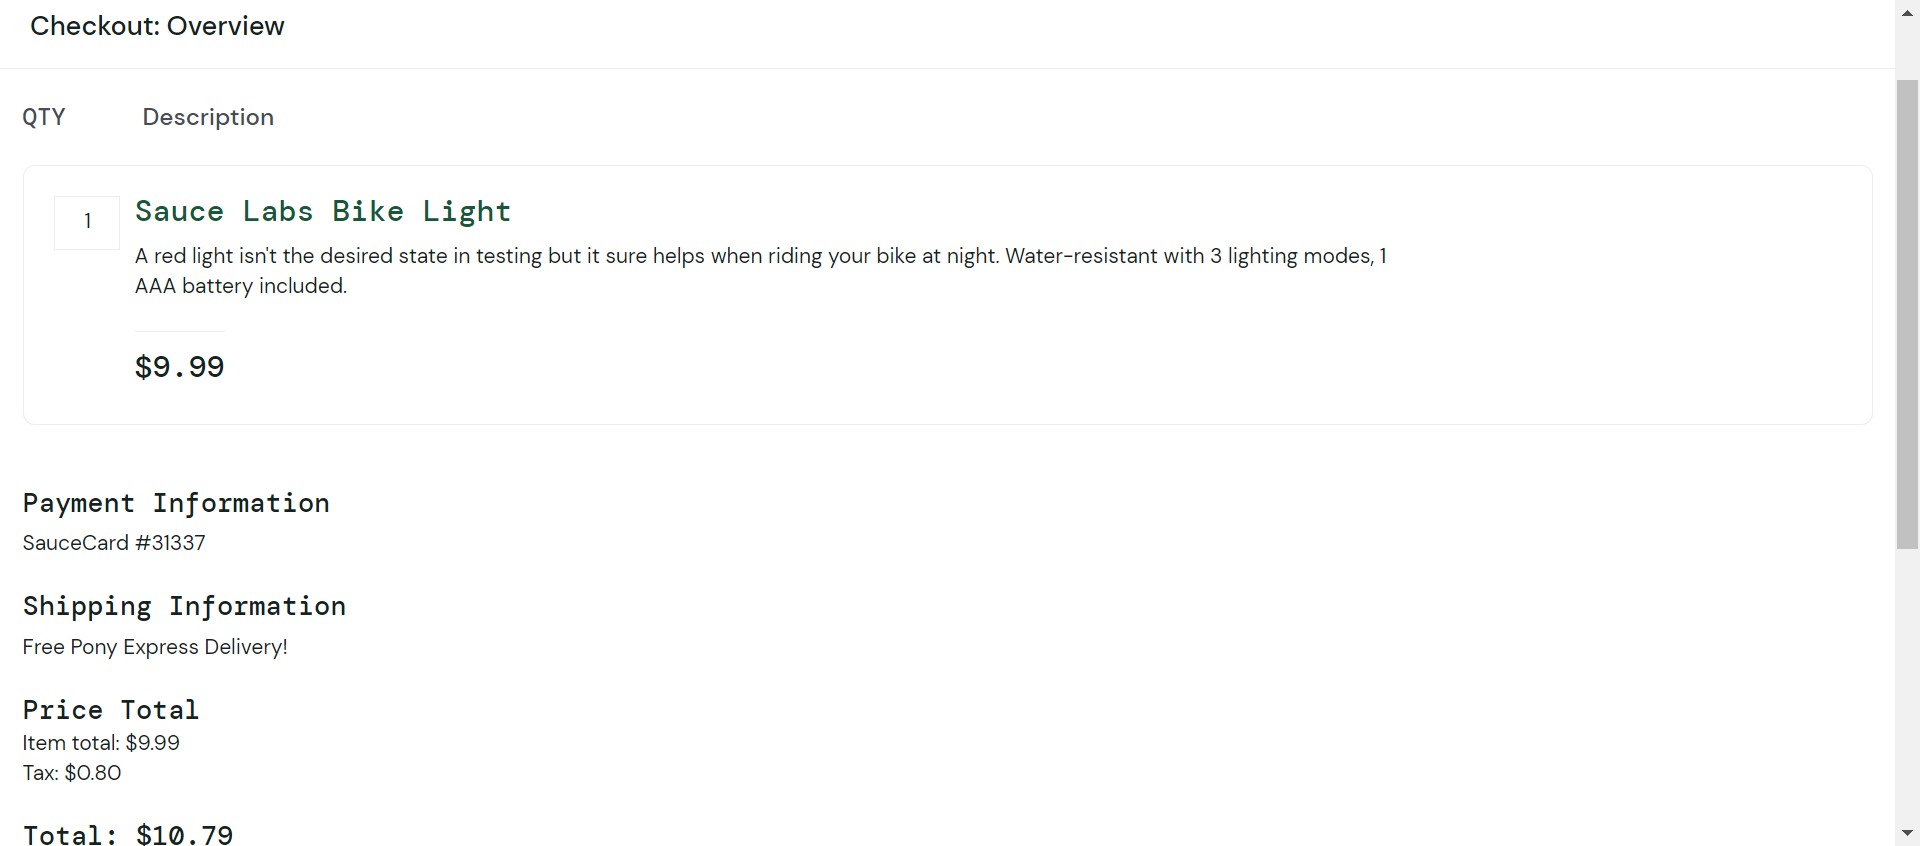 Checkout: Overview
QTY Description
1 Sauce Labs Bike Light
A red light isn't the desired state in testing but it sure helps when riding your bike at night. Water-resistant with 3 lighting modes, 1
AAA battery included.
$9.99
Payment Information
SauceCard #31337
Shipping Information
Free Pony Express Delivery!
Price Total
Item total: $9.99
Tax: $0.80
Total: $10.79